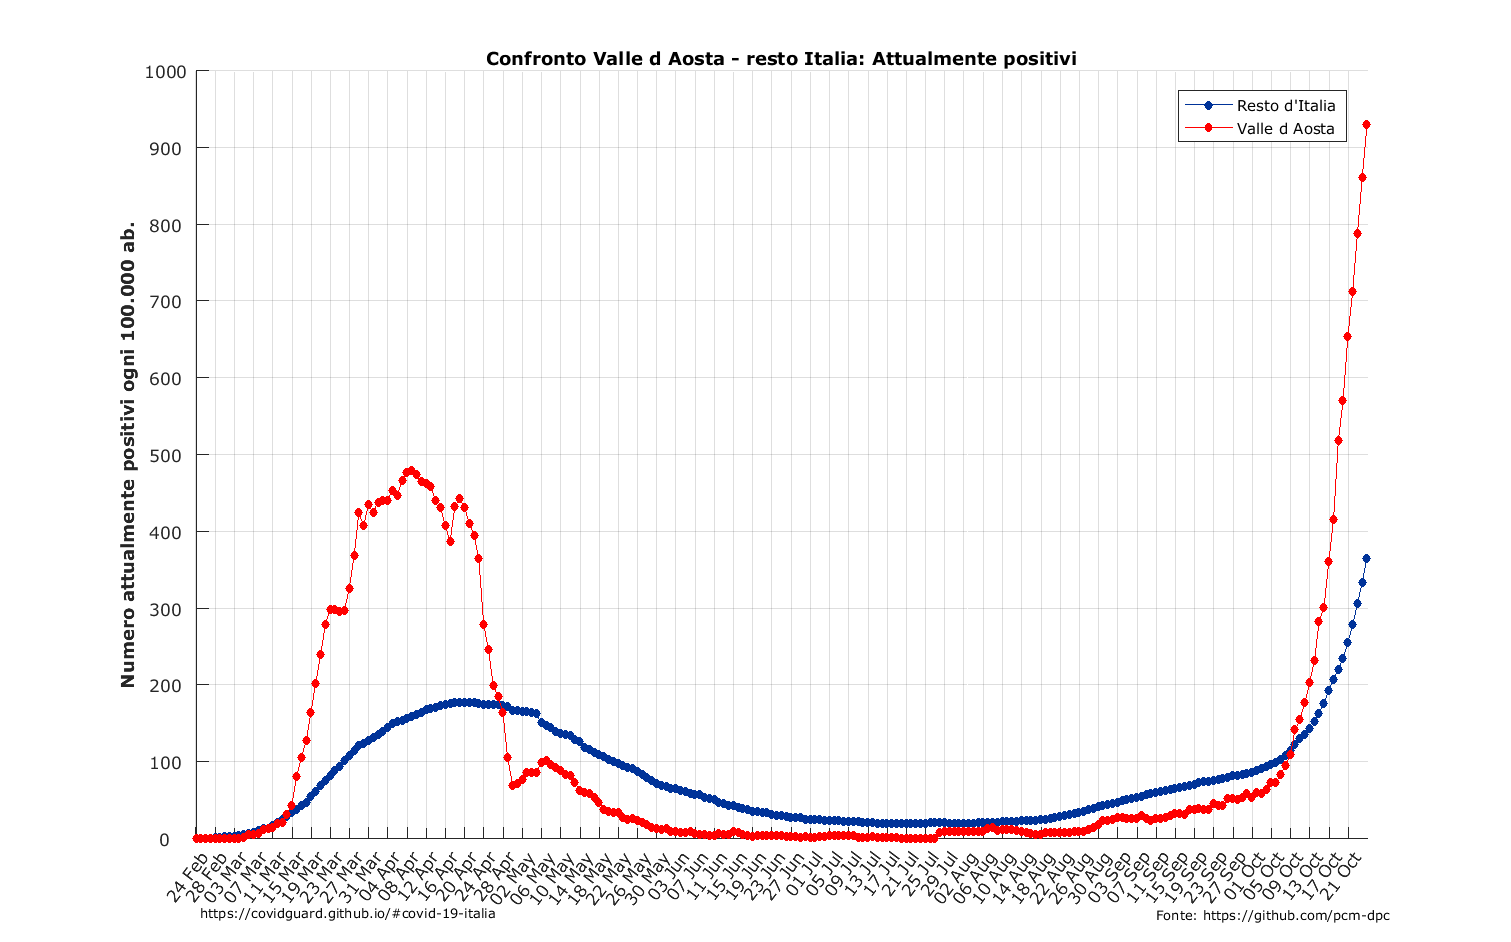 Confronto Valle d Aosta - resto Italia: Attualmente positivi
Resto d'Italia
Valle d Aosta
Numero attualmente positivi ogni 100.000 ab.
1000
900
800
700
600
500
400
300
200
100
0
24 Feb
28 Feb
03 Mar
07 Mar
11 Mar
15 Mar
19 Mar
23 Mar
27 Mar
31 Mar
04 Apr
08 Apr
12 Apr
16 Apr
20 Apr
24 Apr
28 Apr
02 May
06 May
10 May
14 May
18 May
22 May
26 May
30 May
03 Jun
07 Jun
11 Jun
15 Jun
19 Jun
23 Jun
27 Jun
01 Jul
05 Jul
09 Jul
13 Jul
17 Jul
21 Jul
25 Jul
29 Jul
02 Aug
06 Aug
10 Aug
14 Aug
18 Aug
22 Aug
26 Aug
30 Aug
03 Sep
07 Sep
11 Sep
15 Sep
19 Sep
23 Sep
27 Sep
01 Oct
05 Oct
09 Oct
13 Oct
17 Oct
21 Oct
https://covidguard.github.io/#covid-19-italia
Fonte: https://github.com/pcm-dpc